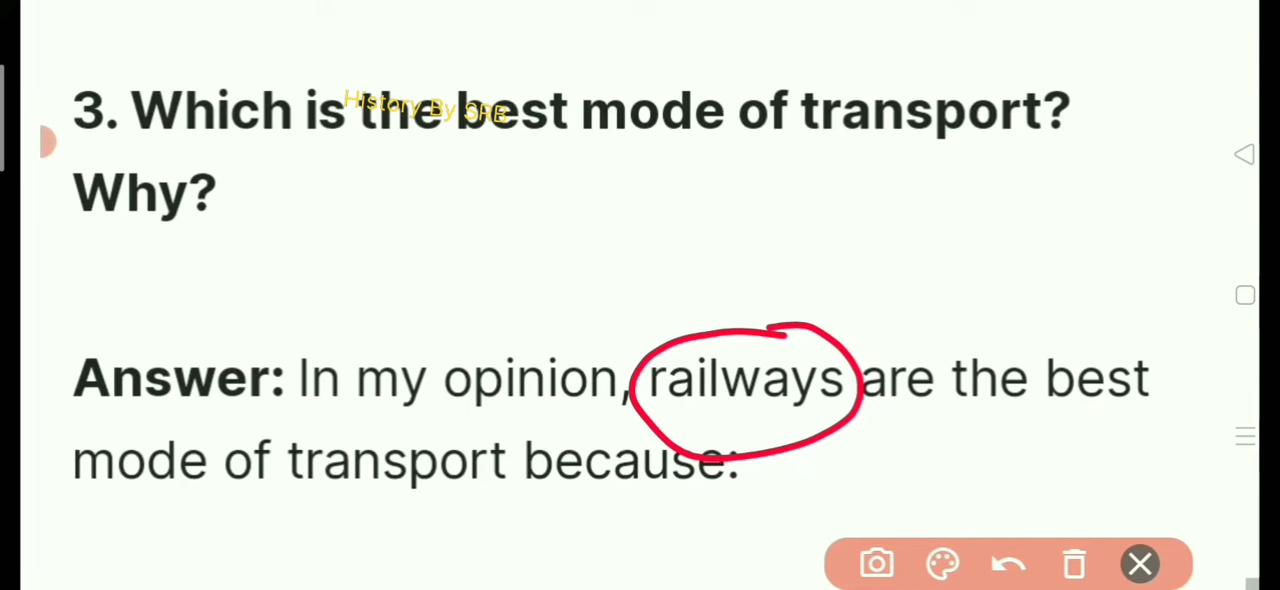 History By SRB
3. Which is the best mode of transport?
Why?
Answer: In my opinion, railways are the best
mode of transport because: